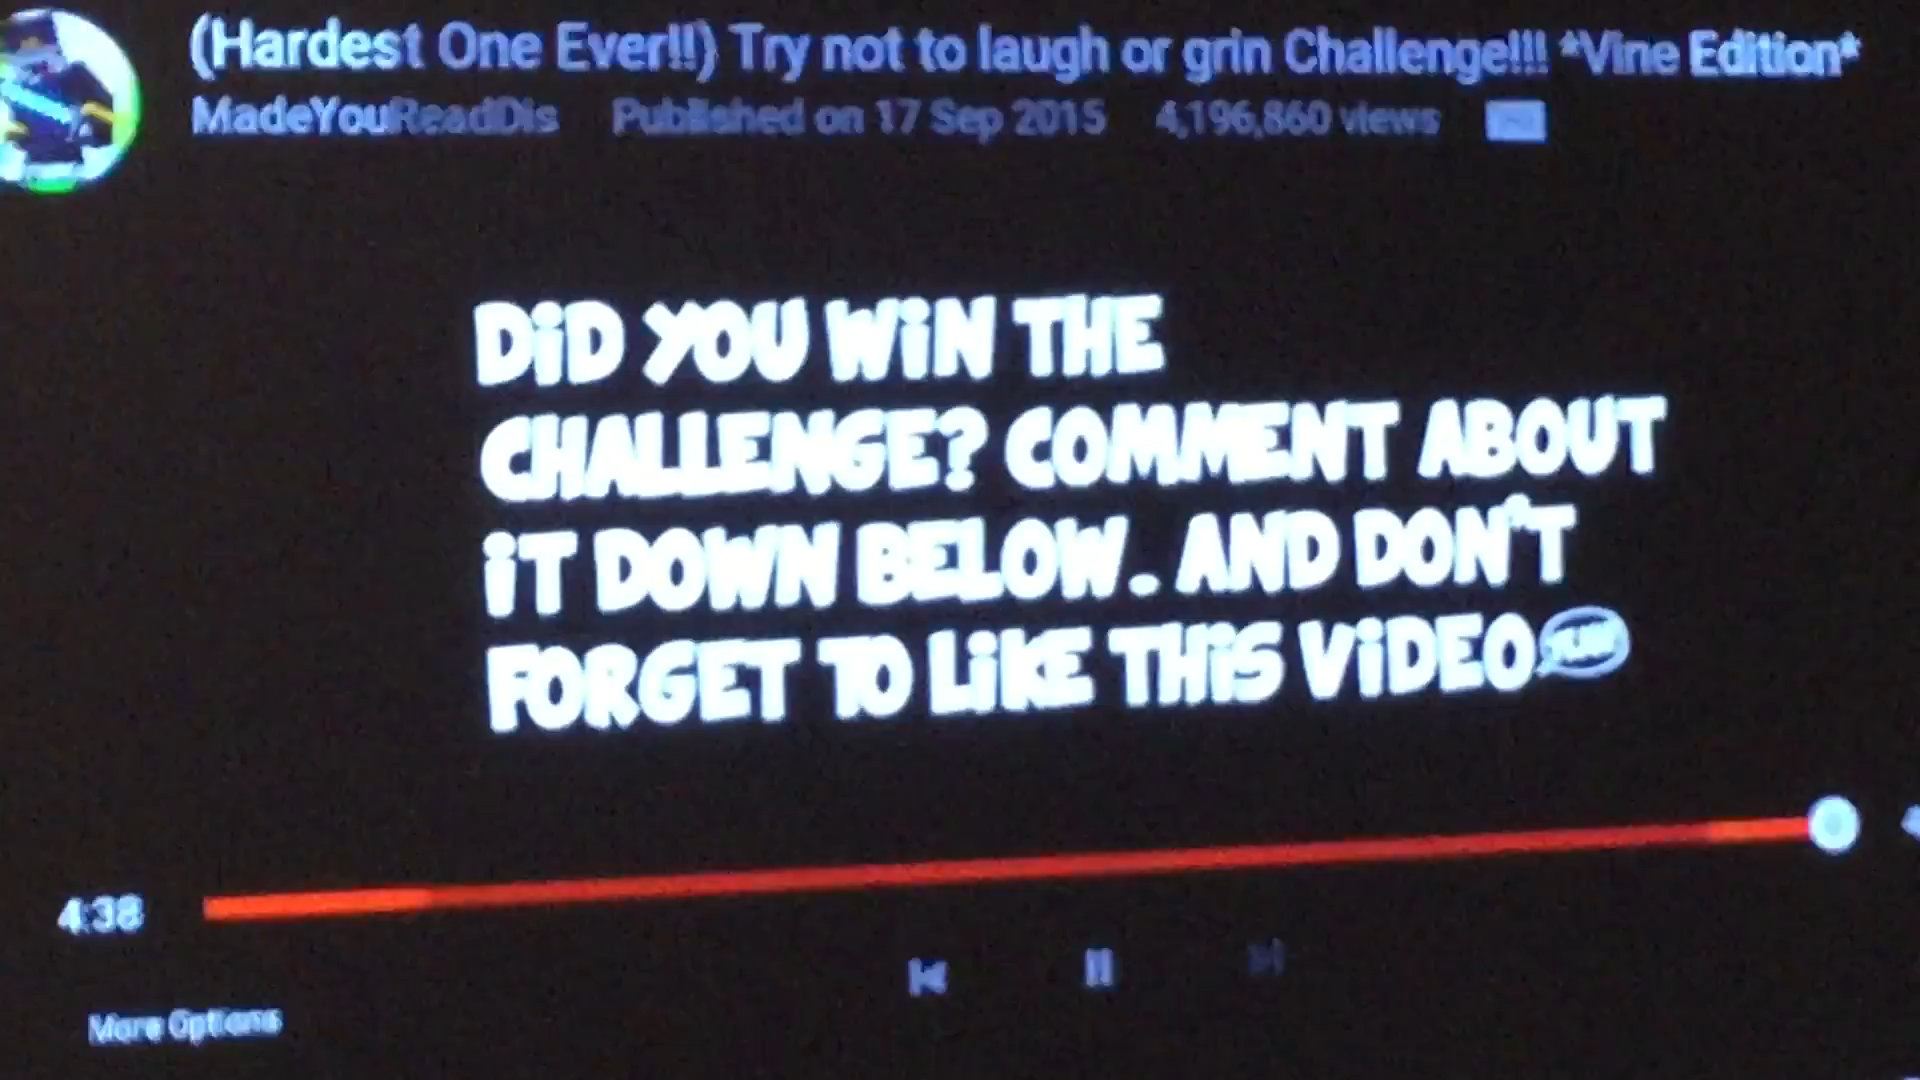 (Hardest One Ever!!) Try not to laugh or grin Challenge!!! *Vine Edition*
MadeYouReadDis Published on 17 Sep 2015 4,196,860 views
DiD YOU WiN THE
CHALLENGE? COMMENT ABOUT
iT DOWN BELOW. AND DON'T
FORGET TO LiKE THiS ViDEO
4:38
More Options